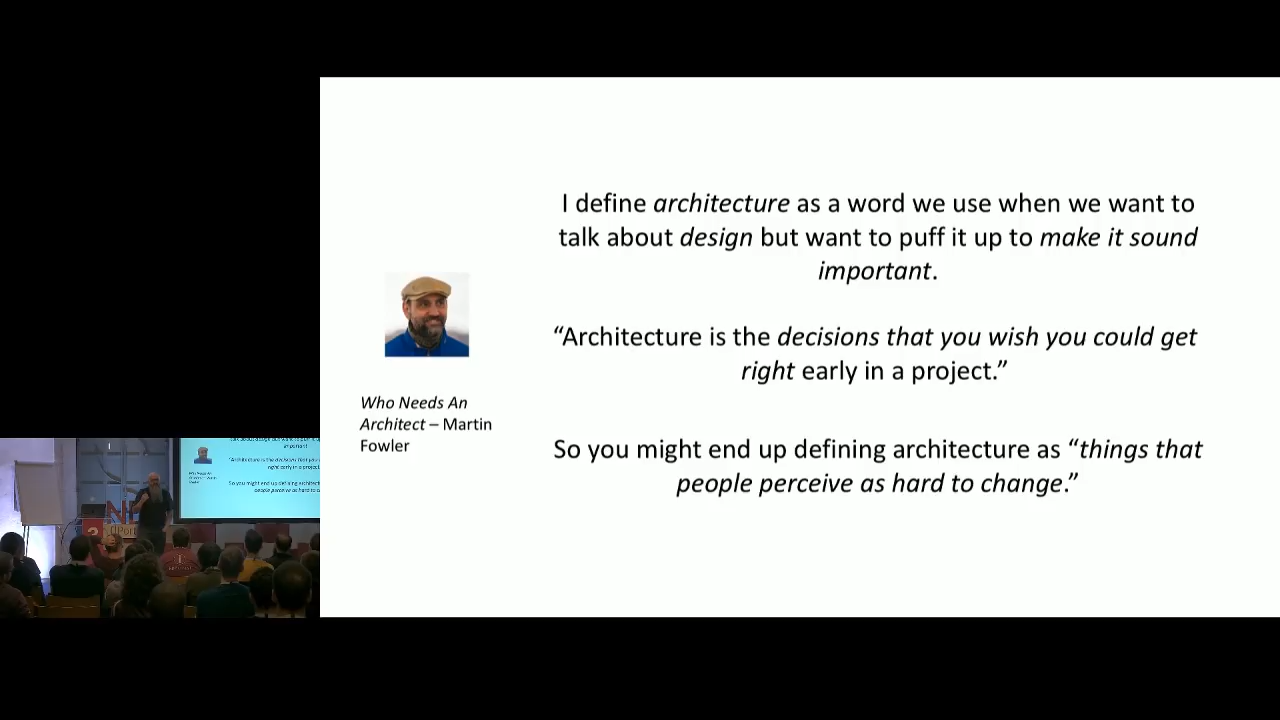 I define architecture as a word we use when we want to
talk about design but want to puff it up to make it sound
important.
“Architecture is the decisions that you wish you could get
right early in a project.”
So you might end up defining architecture as “things that
people perceive as hard to change.”
Who Needs An
Architect – Martin
Fowler